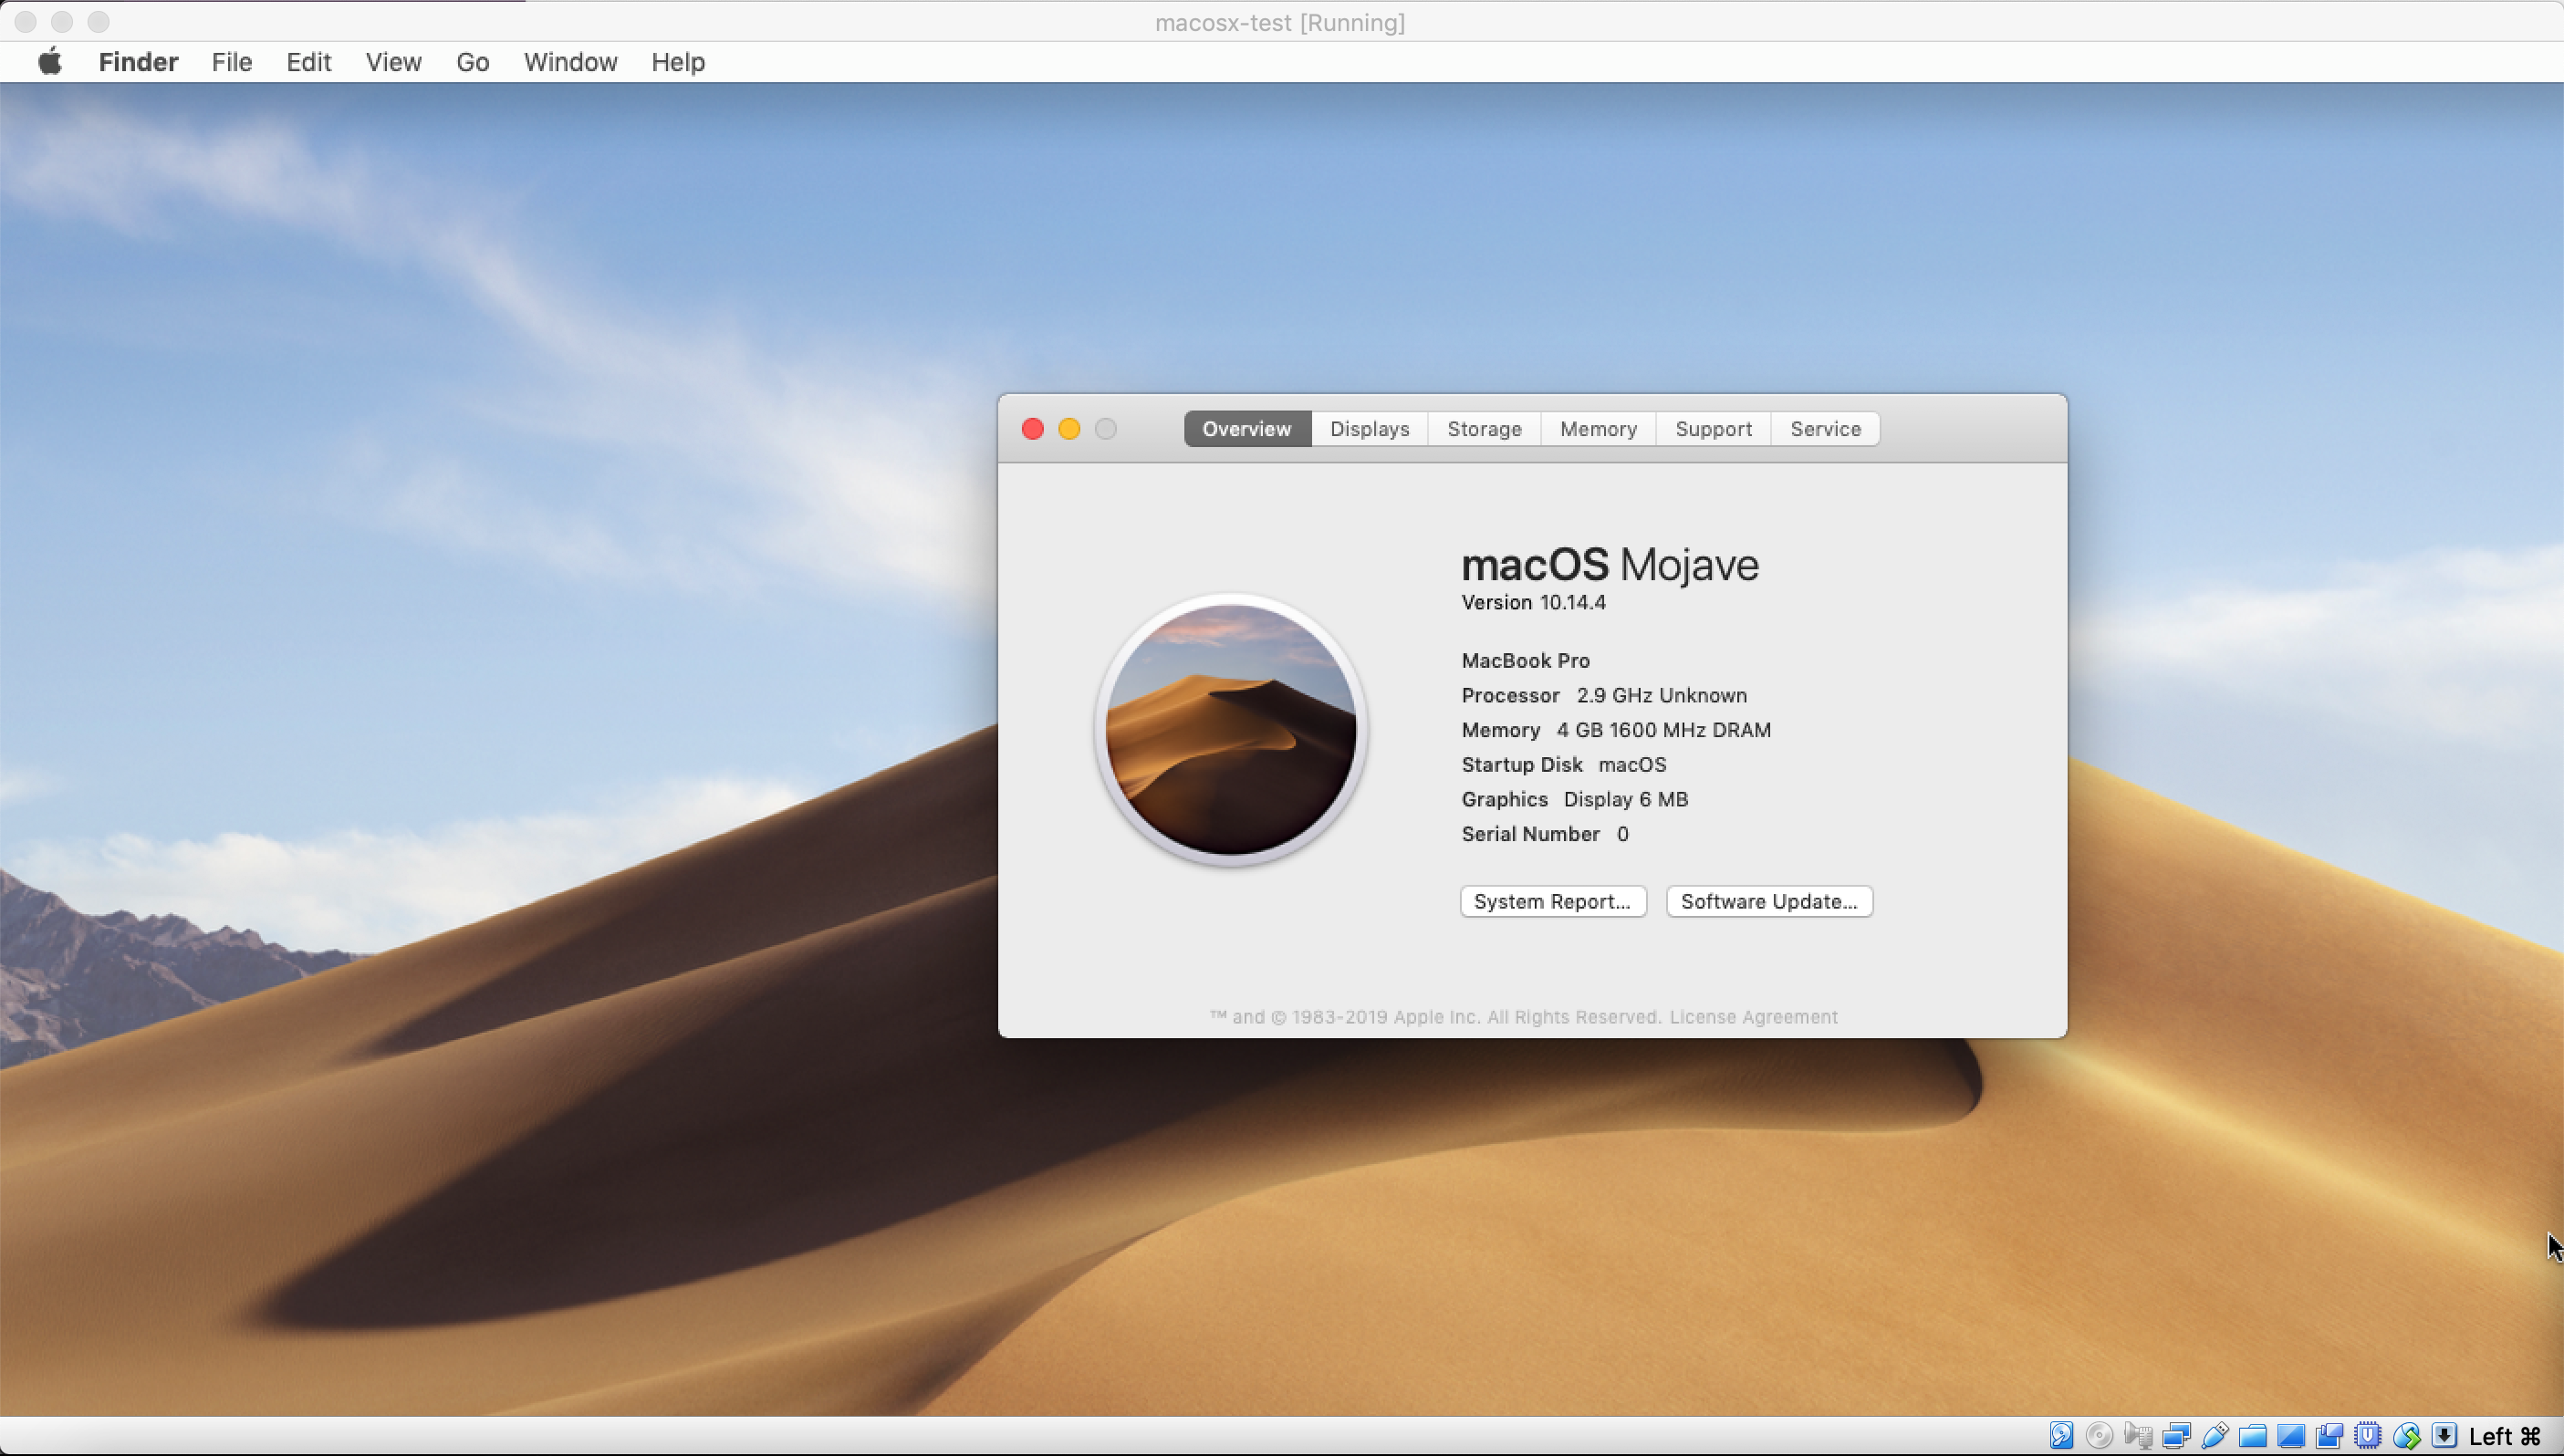 macosx-test [Running]
Finder File Edit View Go Window Help
Overview Displays Storage Memory Support Service
macOS Mojave
Version 10.14.4
MacBook Pro
Processor 2.9 GHz Unknown
Memory 4 GB 1600 MHz DRAM
Startup Disk macOS
Graphics Display 6 MB
Serial Number 0
System Report... Software Update...
™ and © 1983-2019 Apple Inc. All Rights Reserved. License Agreement
Left ⌘